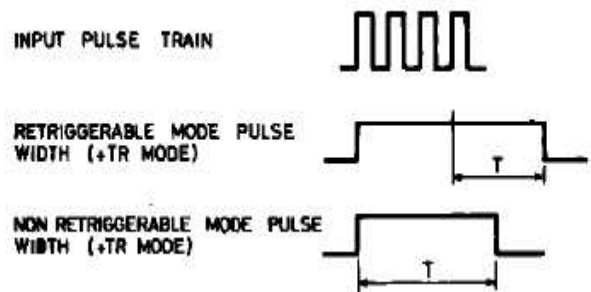 INPUT PULSE TRAIN
RETRIGGERABLE MODE PULSE
WIDTH (+TR MODE)
T
NON RETRIGGERABLE MODE PULSE
WIDTH (+TR MODE)
T